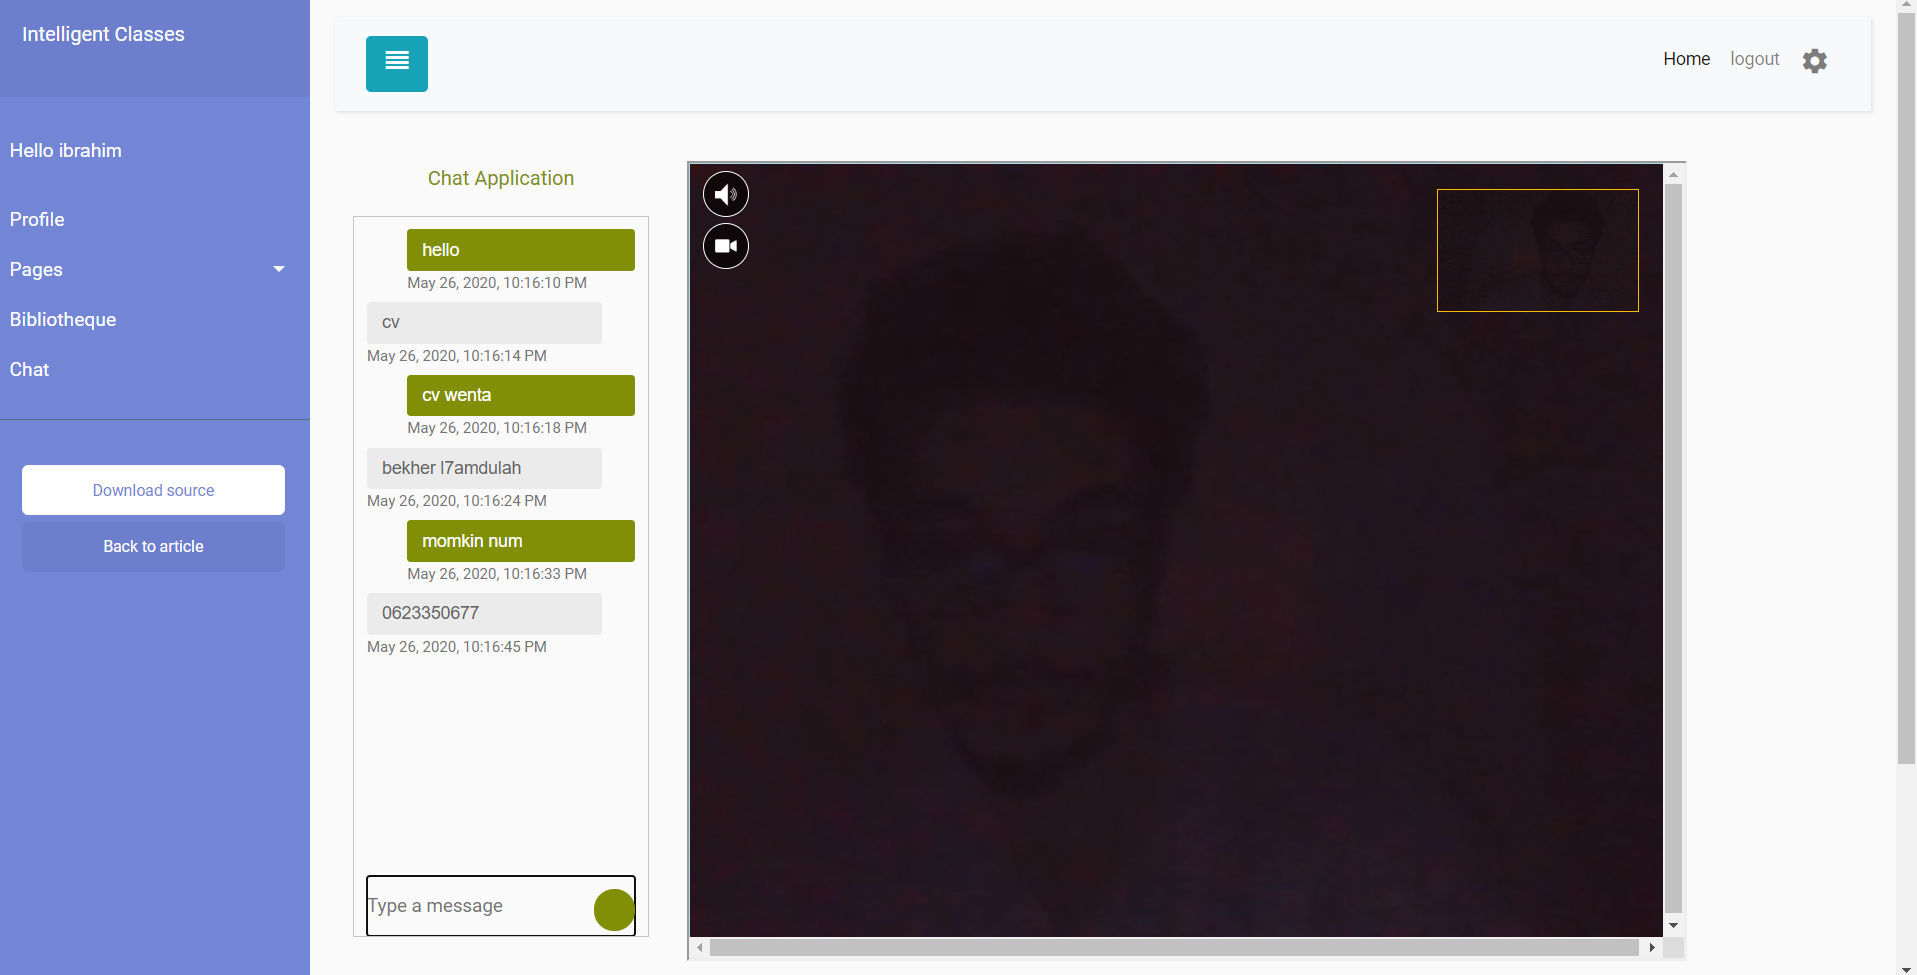 Intelligent Classes
Hello ibrahim
Profile
Pages
Bibliotheque
Chat
Download source
Back to article
Home logout
Chat Application
hello
May 26, 2020, 10:16:10 PM
cv
May 26, 2020, 10:16:14 PM
cv wenta
May 26, 2020, 10:16:18 PM
bekher l7amdulah
May 26, 2020, 10:16:24 PM
momkin num
May 26, 2020, 10:16:33 PM
0623350677
May 26, 2020, 10:16:45 PM
Type a message